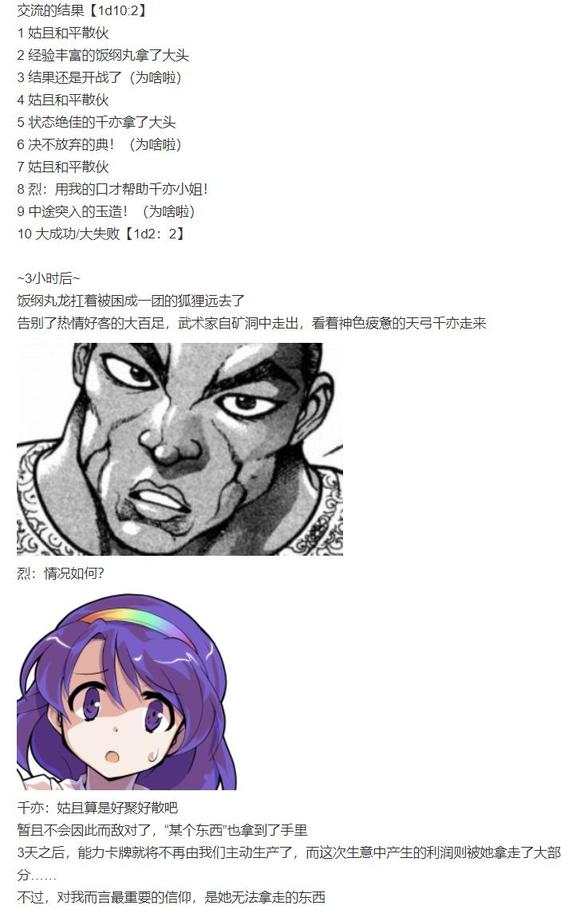 交流的结果【1d10:2】
1 姑且和平散伙
2 经验丰富的饭纲丸拿了大头
3 结果还是开战了（为啥啦）
4 姑且和平散伙
5 状态绝佳的千亦拿了大头
6 决不放弃的典！（为啥啦）
7 姑且和平散伙
8 烈：用我的口才帮助千亦小姐！
9 中途突入的玉造！（为啥啦）
10 大成功/大失败【1d2：2】
~3小时后~
饭纲丸龙扛着被困成一团的狐狸远去了
告别了热情好客的大百足，武术家自矿洞中走出，看着神色疲惫的天弓千亦走来
烈：情况如何？
千亦：姑且算是好聚好散吧
暂且不会因此而敌对了，“某个东西”也拿到了手里
3天之后，能力卡牌就将不再由我们主动生产了，而这次生意中产生的利润则被她拿走了大部
分……
不过，对我而言最重要的信仰，是她无法拿走的东西